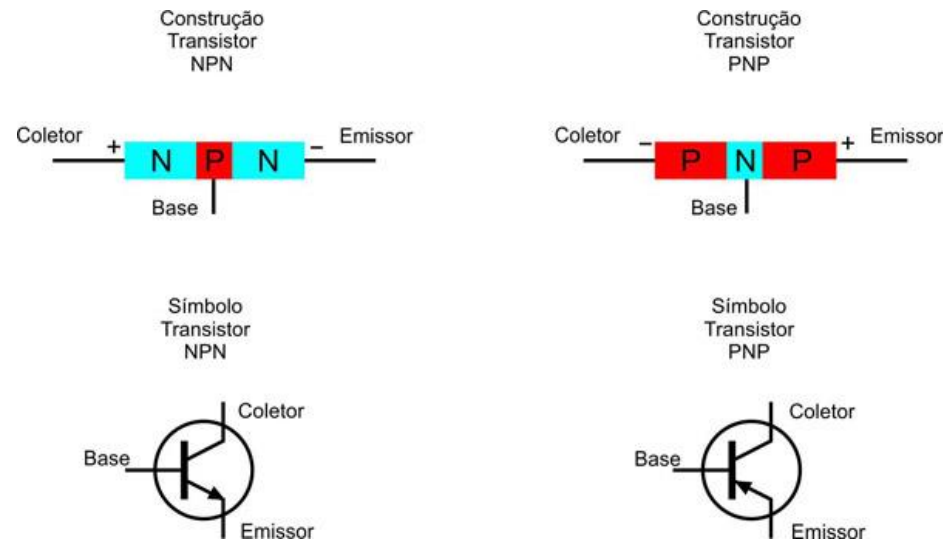 Construção
Transistor
NPN
Coletor
+
N
P
N
–
Emissor
Base
Construção
Transistor
PNP
Coletor
–
P
N
P
+
Emissor
Base
Símbolo
Transistor
NPN
Coletor
Base
Emissor
Símbolo
Transistor
PNP
Coletor
Base
Emissor